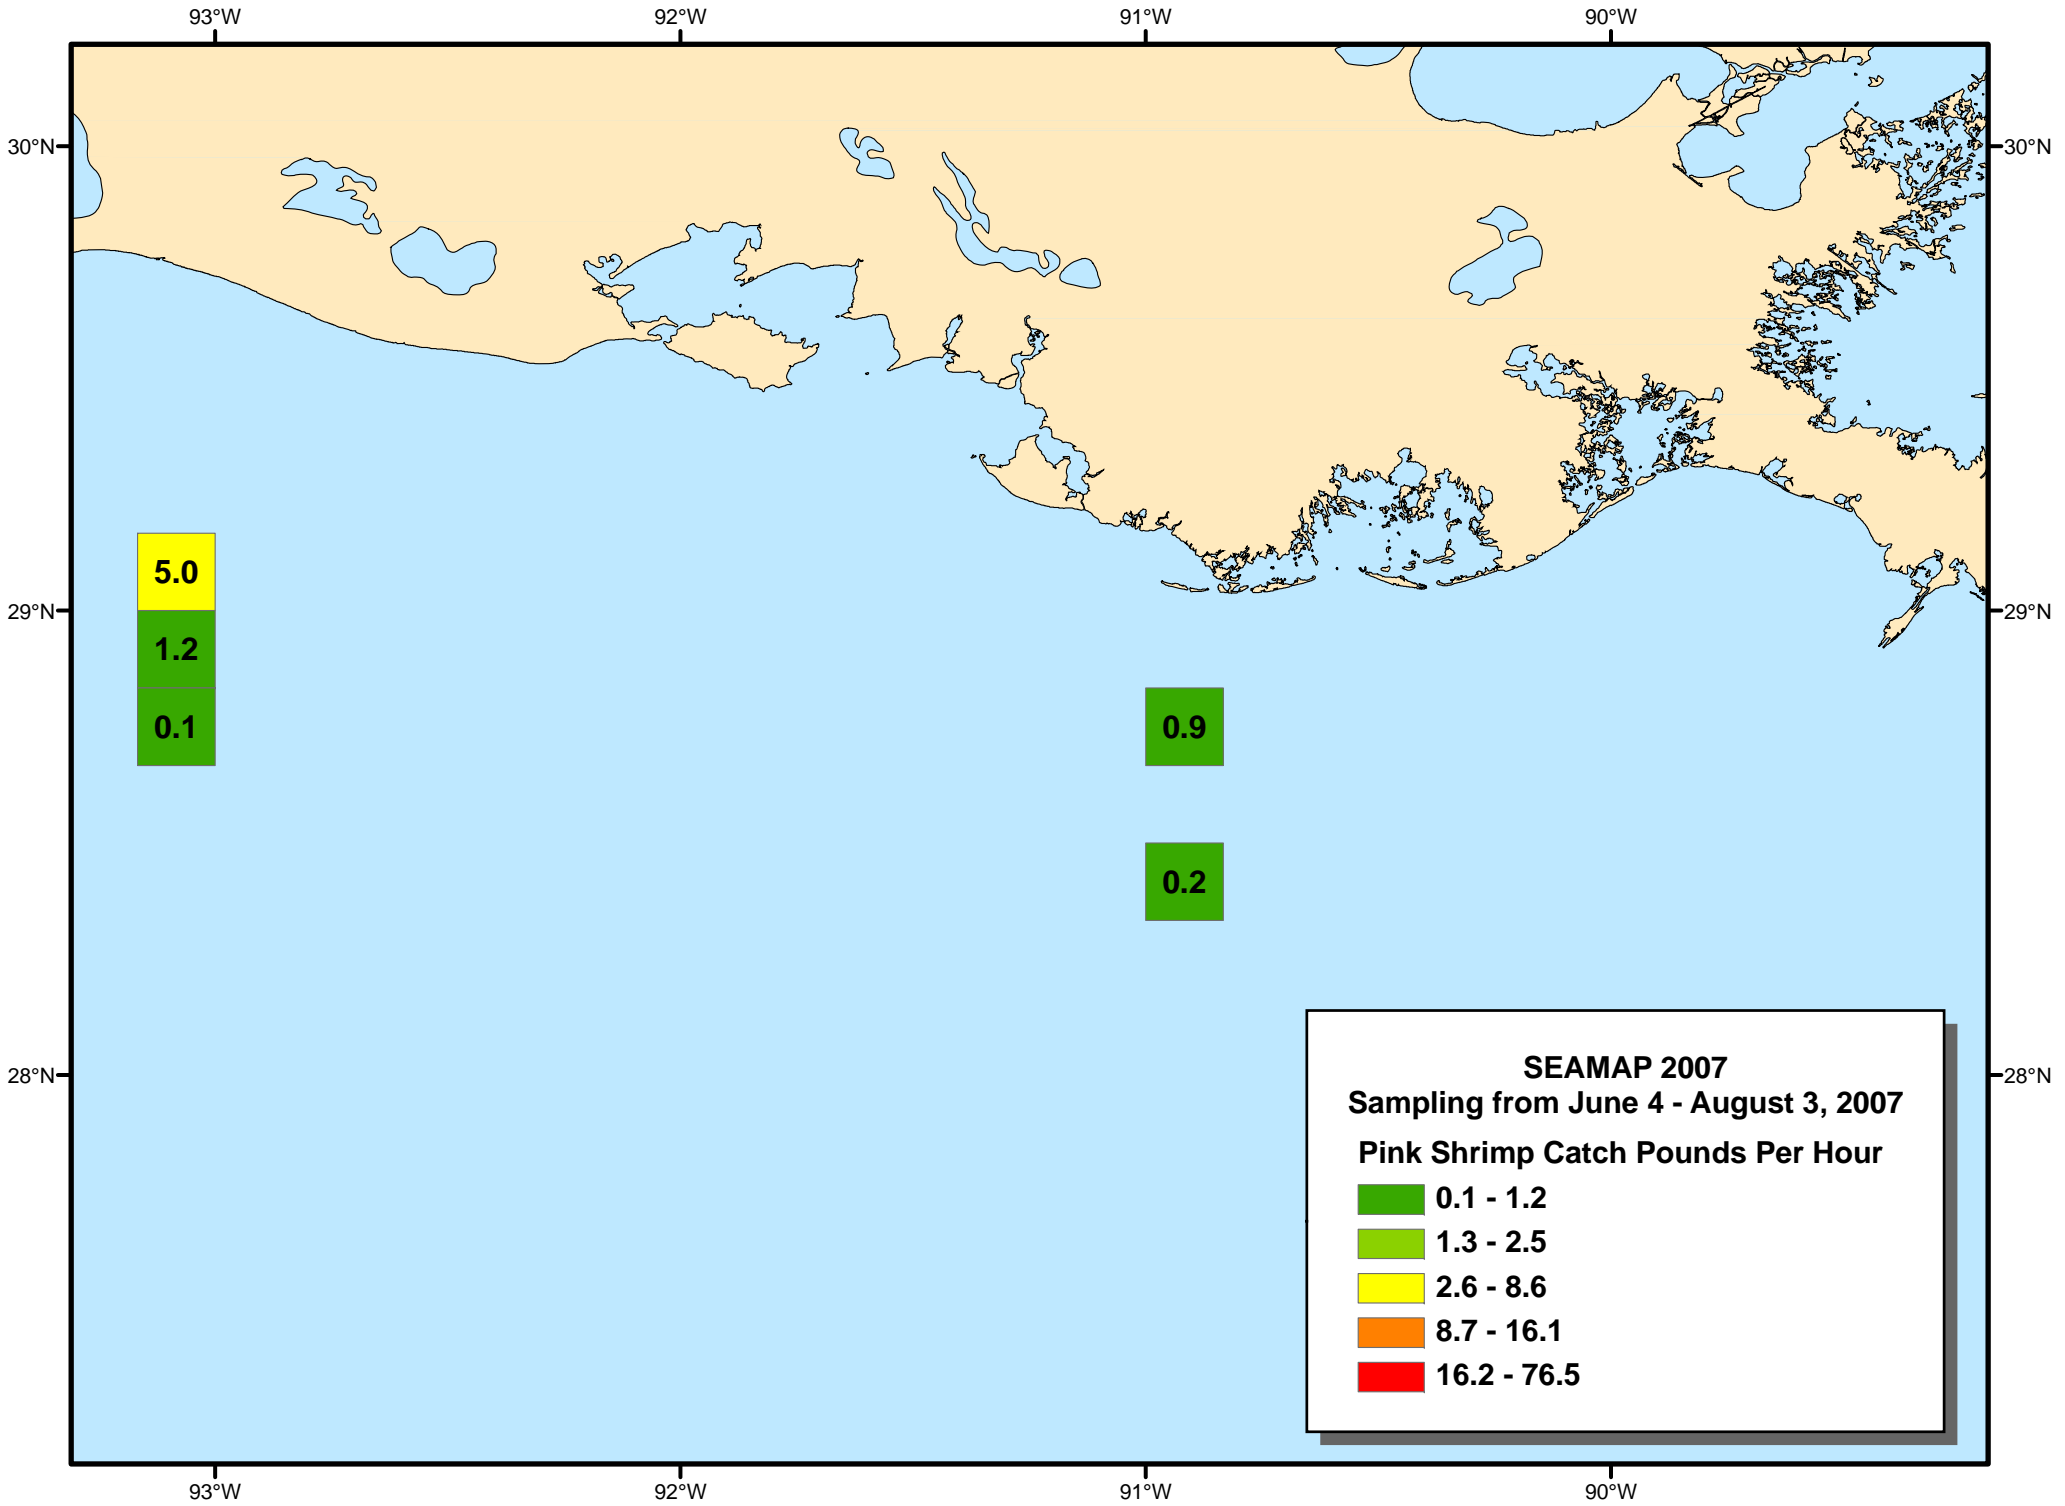 93°W 92°W 91°W 90°W
30°N 30°N
5.0
29°N 29°N
1.2
0.1 0.9
0.2
28°N 28°N
SEAMAP 2007
Sampling from June 4 - August 3, 2007
Pink Shrimp Catch Pounds Per Hour
0.1 - 1.2
1.3 - 2.5
2.6 - 8.6
8.7 - 16.1
16.2 - 76.5
93°W 92°W 91°W 90°W